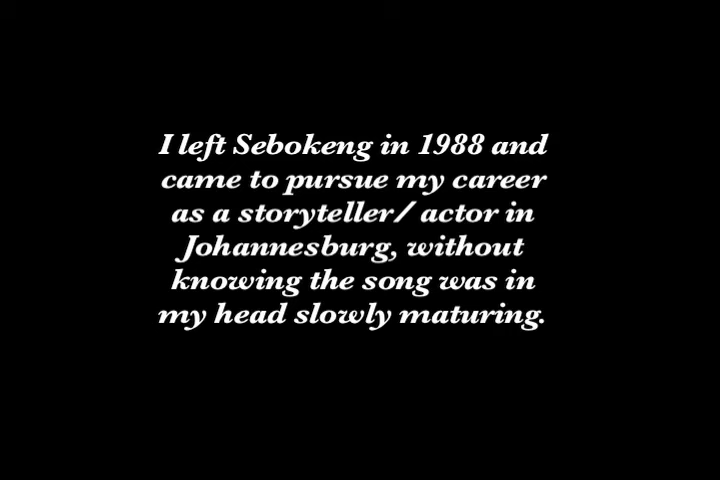 I left Sebokeng in 1988 and
came to pursue my career
as a storyteller/ actor in
Johannesburg, without
knowing the song was in
my head slowly maturing.